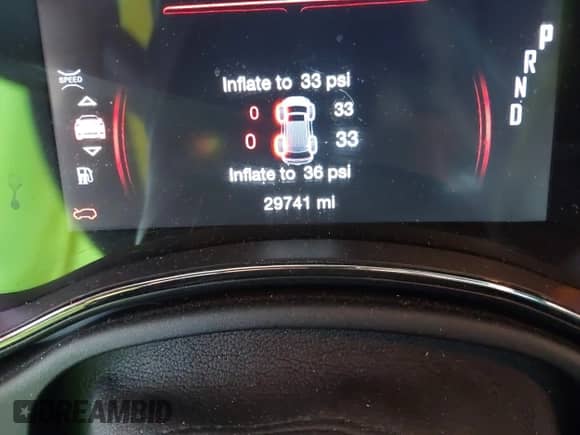 SPEED
Inflate to 33 psi
0 33
0 33
Inflate to 36 psi
29741 mi
P
R
N
D
DREAMBID